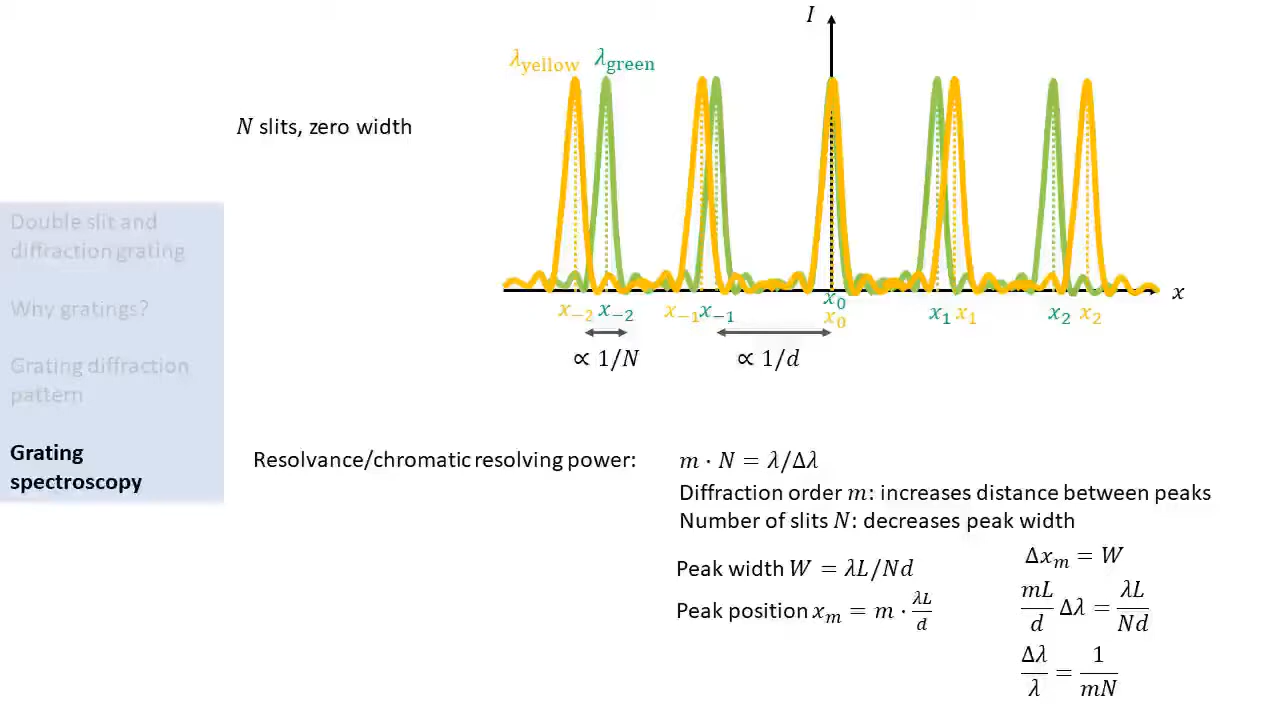 I
λ_yellow λ_green
N slits, zero width
Double slit and
diffraction grating
Why gratings?
Grating diffraction
pattern
Grating
spectroscopy
x
x₋₂ x₋₂ x₋₁ x₋₁ x₀ x₁ x₁ x₂ x₂
x₀
∝ 1/N ∝ 1/d
Resolvance/chromatic resolving power: m · N = λ/Δλ
Diffraction order m: increases distance between peaks
Number of slits N: decreases peak width
Peak width W = λL/Nd
Peak position xₘ = m · λL/d
Δxₘ = W
mL/d Δλ = λL/Nd
Δλ/λ = 1/mN